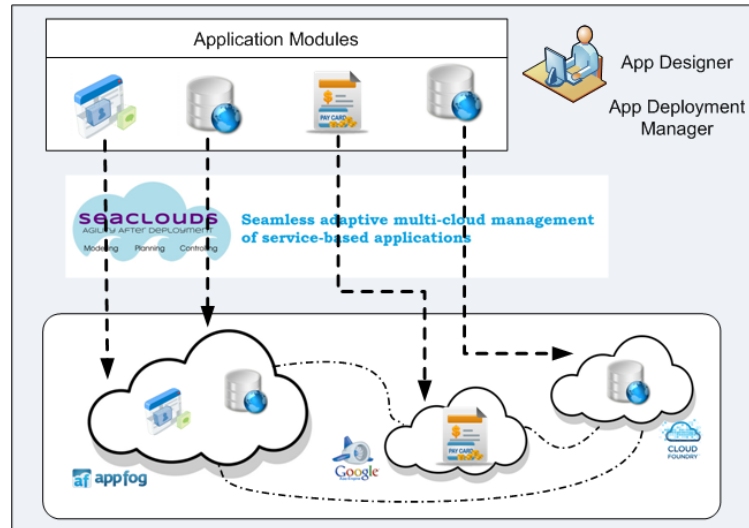 Application Modules
App Designer
App Deployment
Manager
$
PAY CARD
seaclouds
AGILITY AFTER DEPLOYMENT
Modeling Planning Controlling
Seamless adaptive multi-cloud management
of service-based applications
$
PAY CARD
af appfog
Google
CLOUD
FOUNDRY